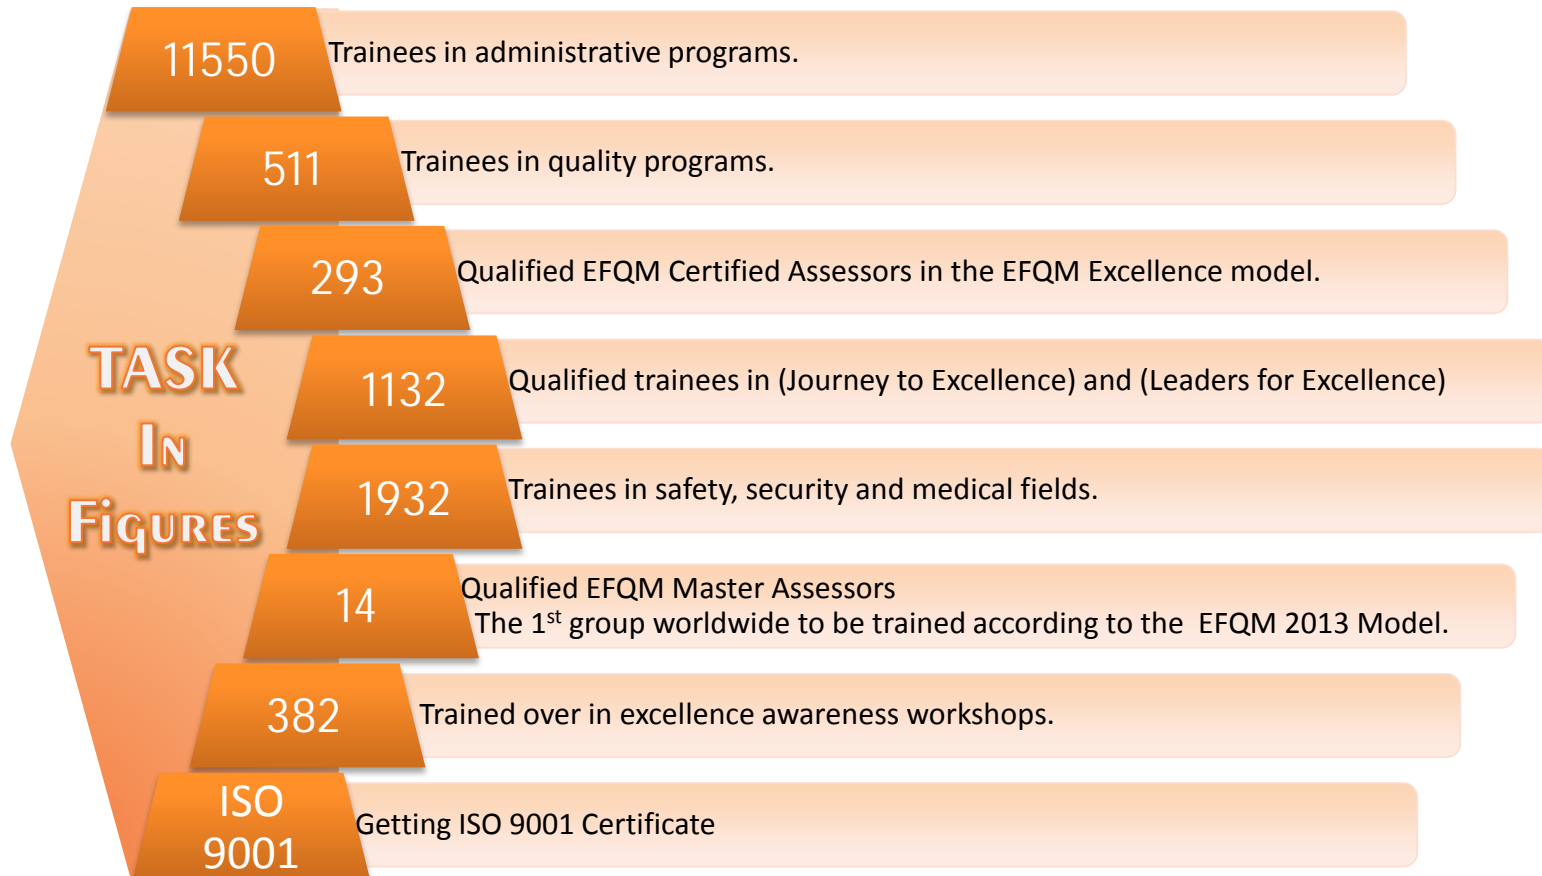 11550
Trainees in administrative programs.
511
Trainees in quality programs.
293
Qualified EFQM Certified Assessors in the EFQM Excellence model.
1132
Qualified trainees in (Journey to Excellence) and (Leaders for Excellence)
1932
Trainees in safety, security and medical fields.
14
Qualified EFQM Master Assessors
The 1st group worldwide to be trained according to the EFQM 2013 Model.
382
Trained over in excellence awareness workshops.
ISO
9001
Getting ISO 9001 Certificate
TASK
In
Figures